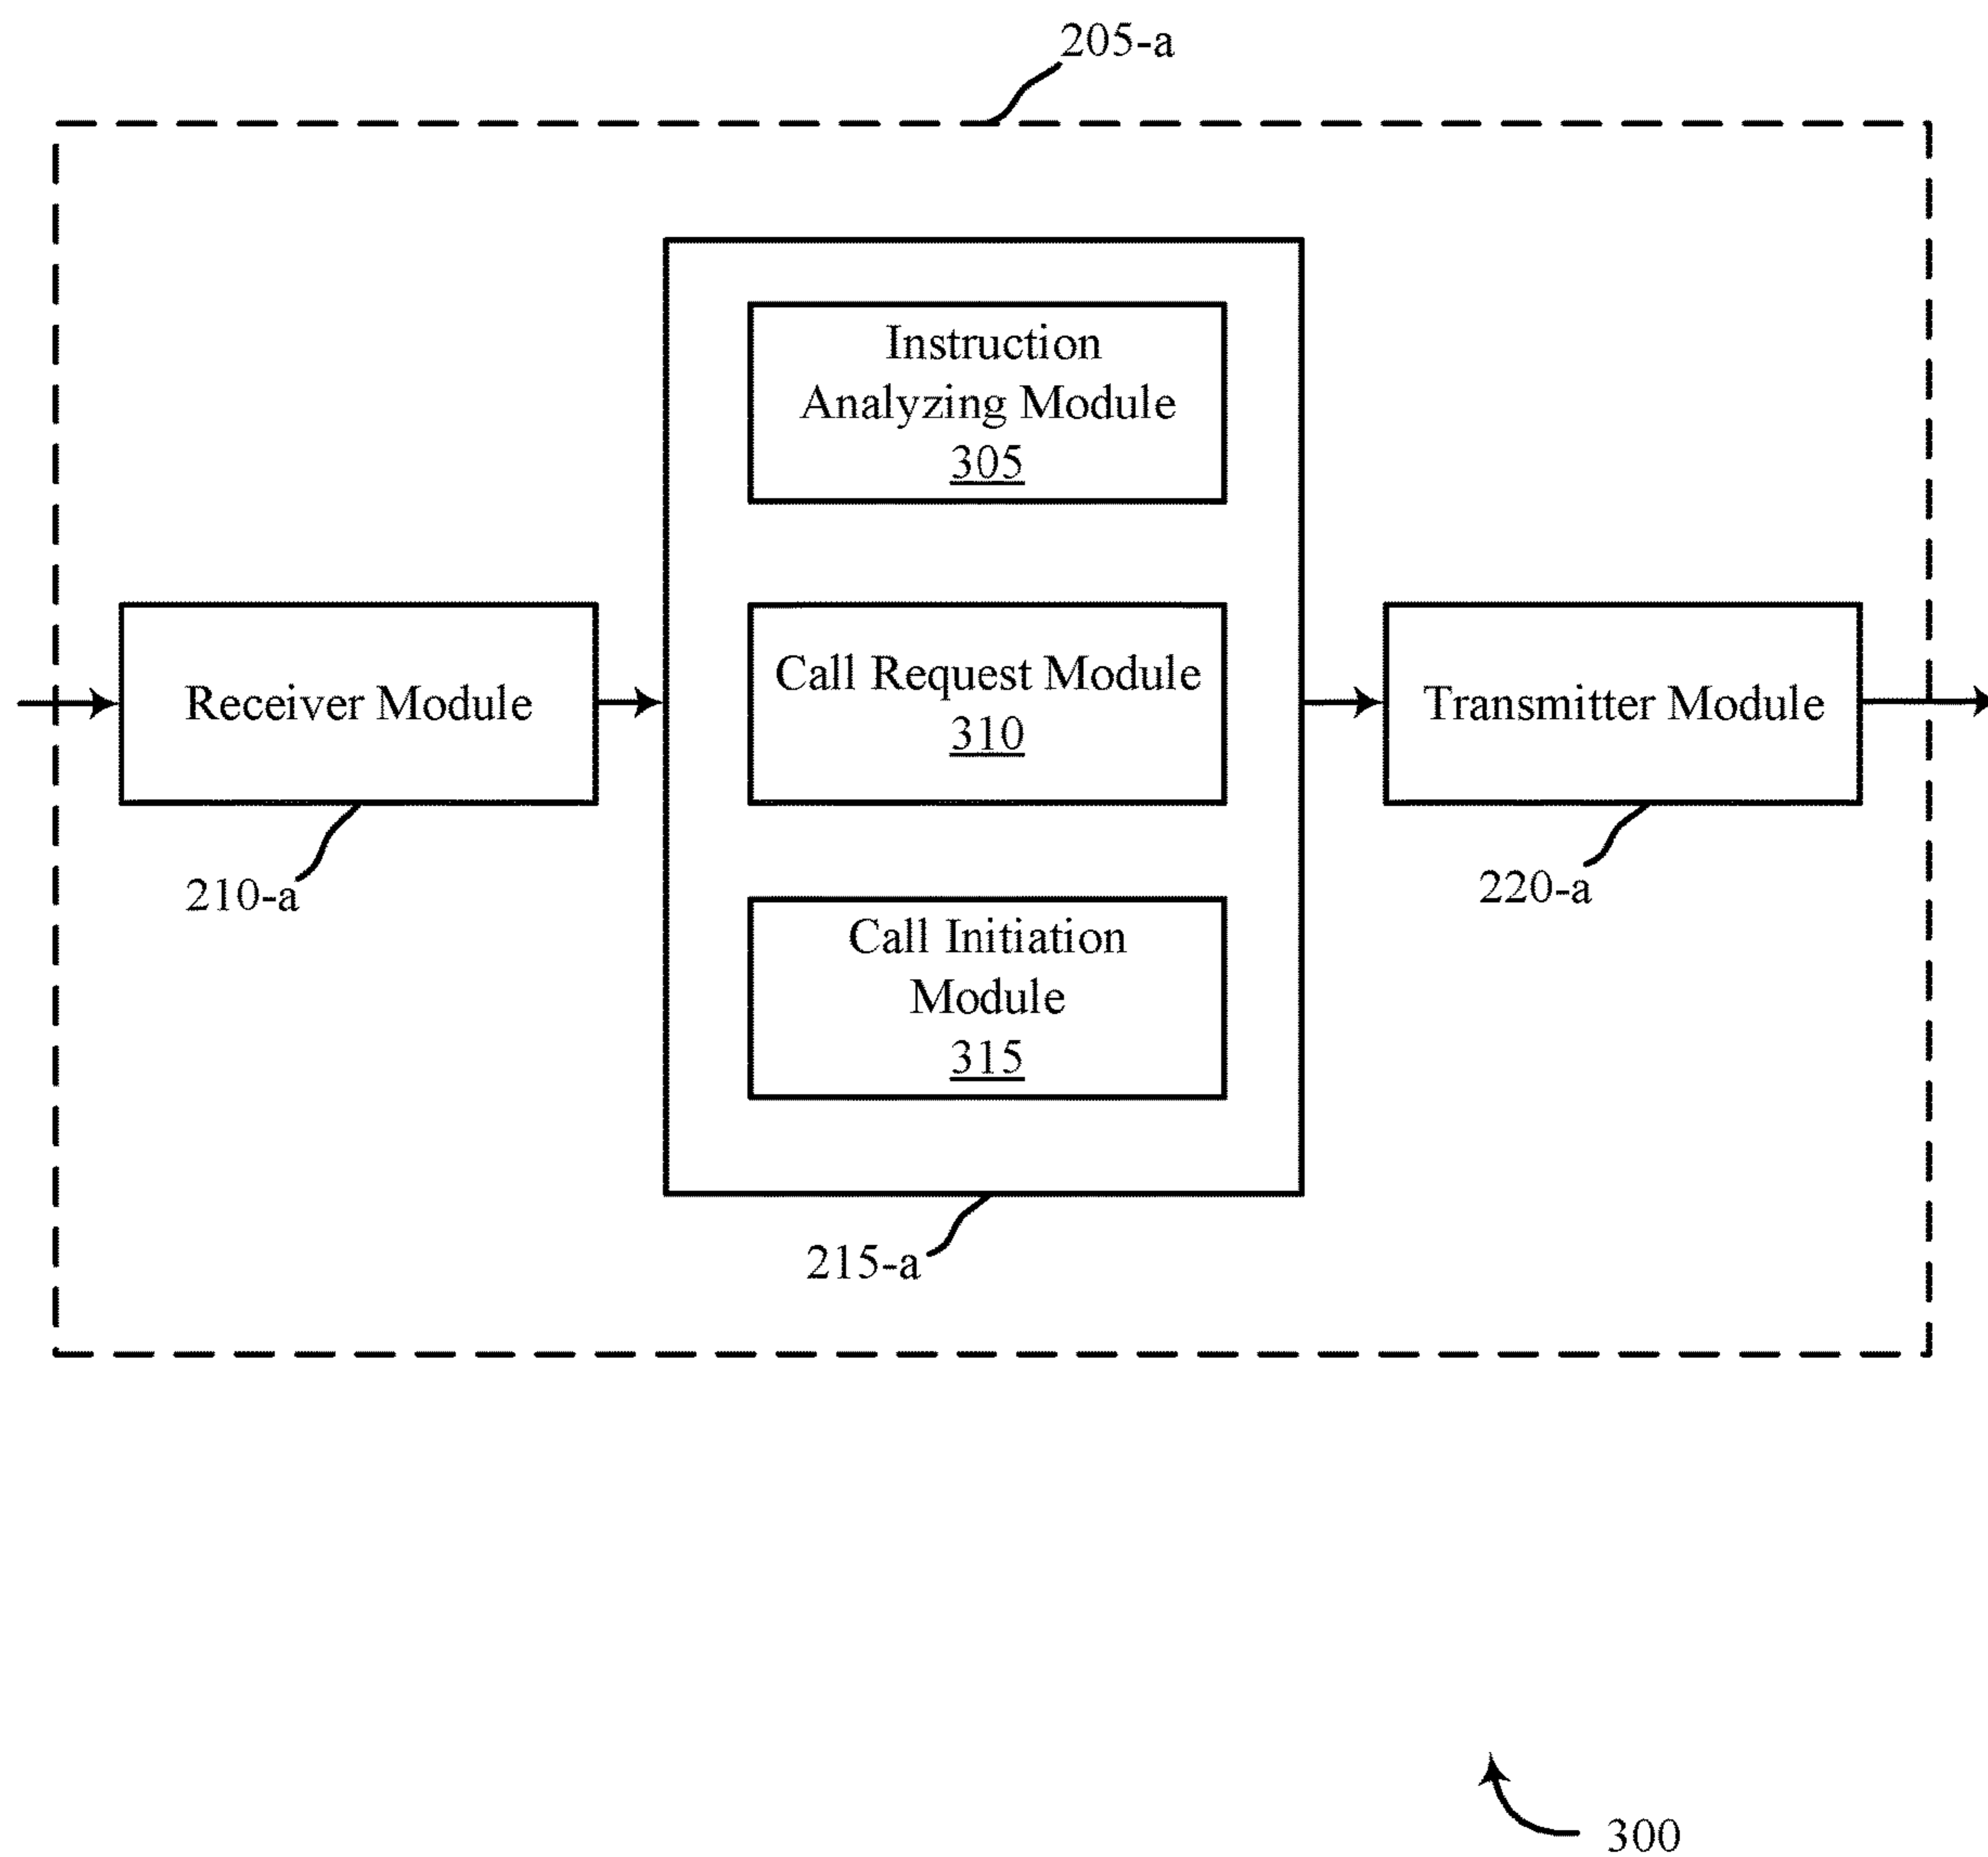 205-a
Instruction
Analyzing Module
305
Receiver Module
Call Request Module
310
Transmitter Module
210-a
220-a
Call Initiation
Module
315
215-a
300